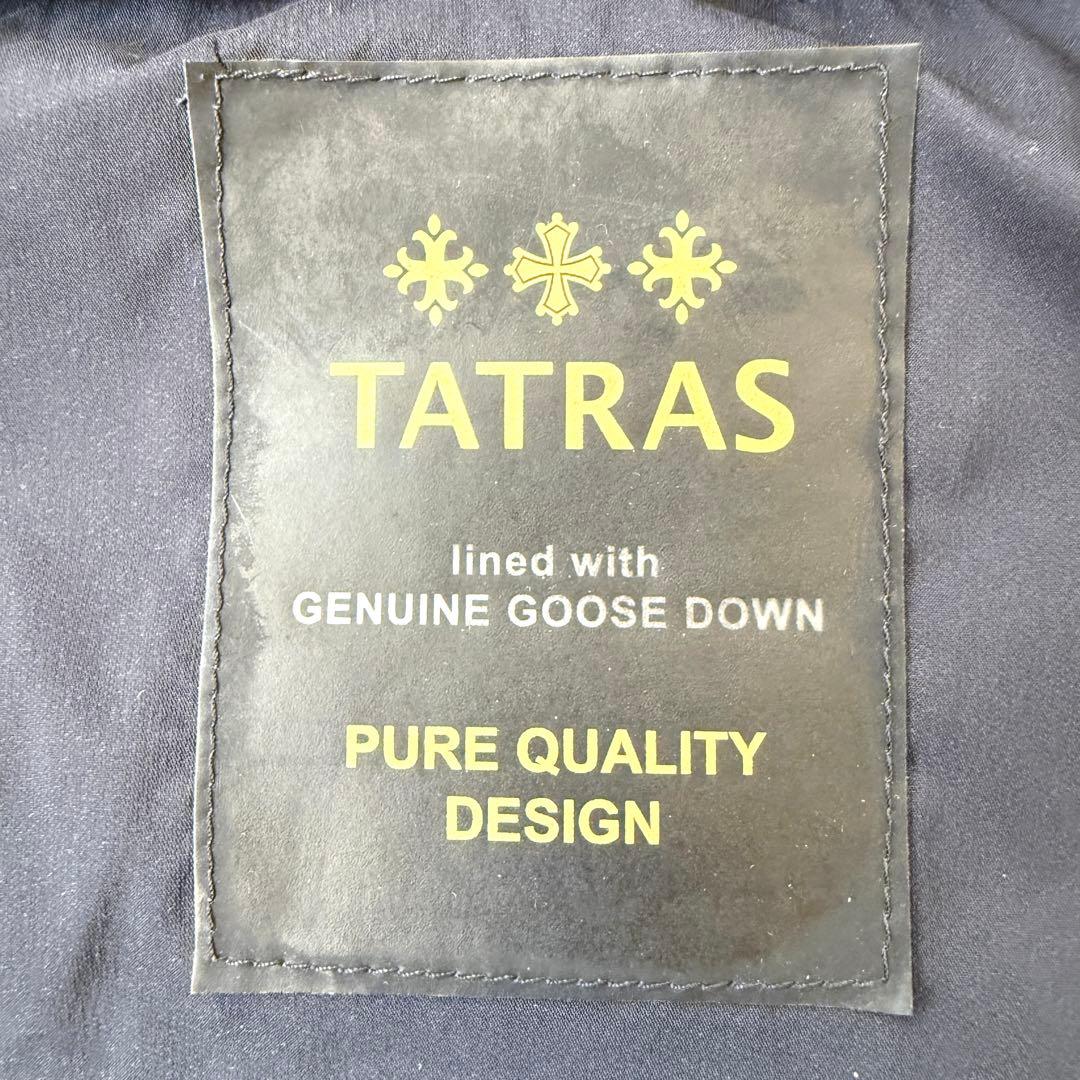 TATRAS
lined with
GENUINE GOOSE DOWN
PURE QUALITY
DESIGN